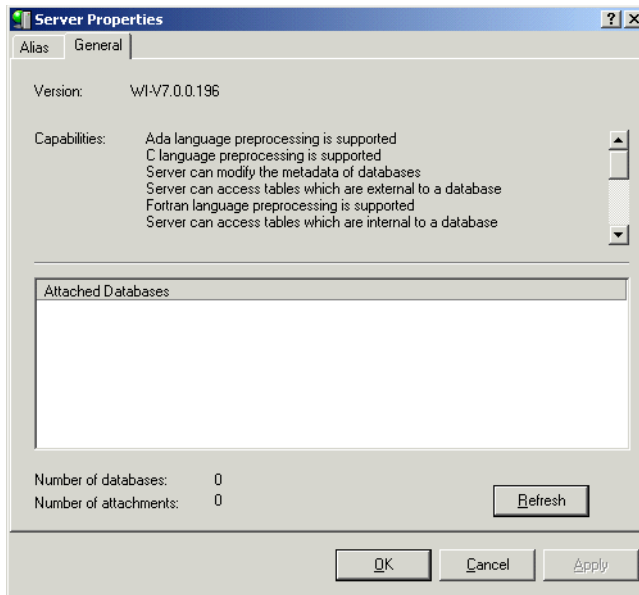 Server Properties
Alias General
Version: WI-V7.0.0.196
Capabilities: Ada language preprocessing is supported
C language preprocessing is supported
Server can modify the metadata of databases
Server can access tables which are external to a database
Fortran language preprocessing is supported
Server can access tables which are internal to a database
Attached Databases
Number of databases: 0
Number of attachments: 0
Refresh
OK Cancel Apply